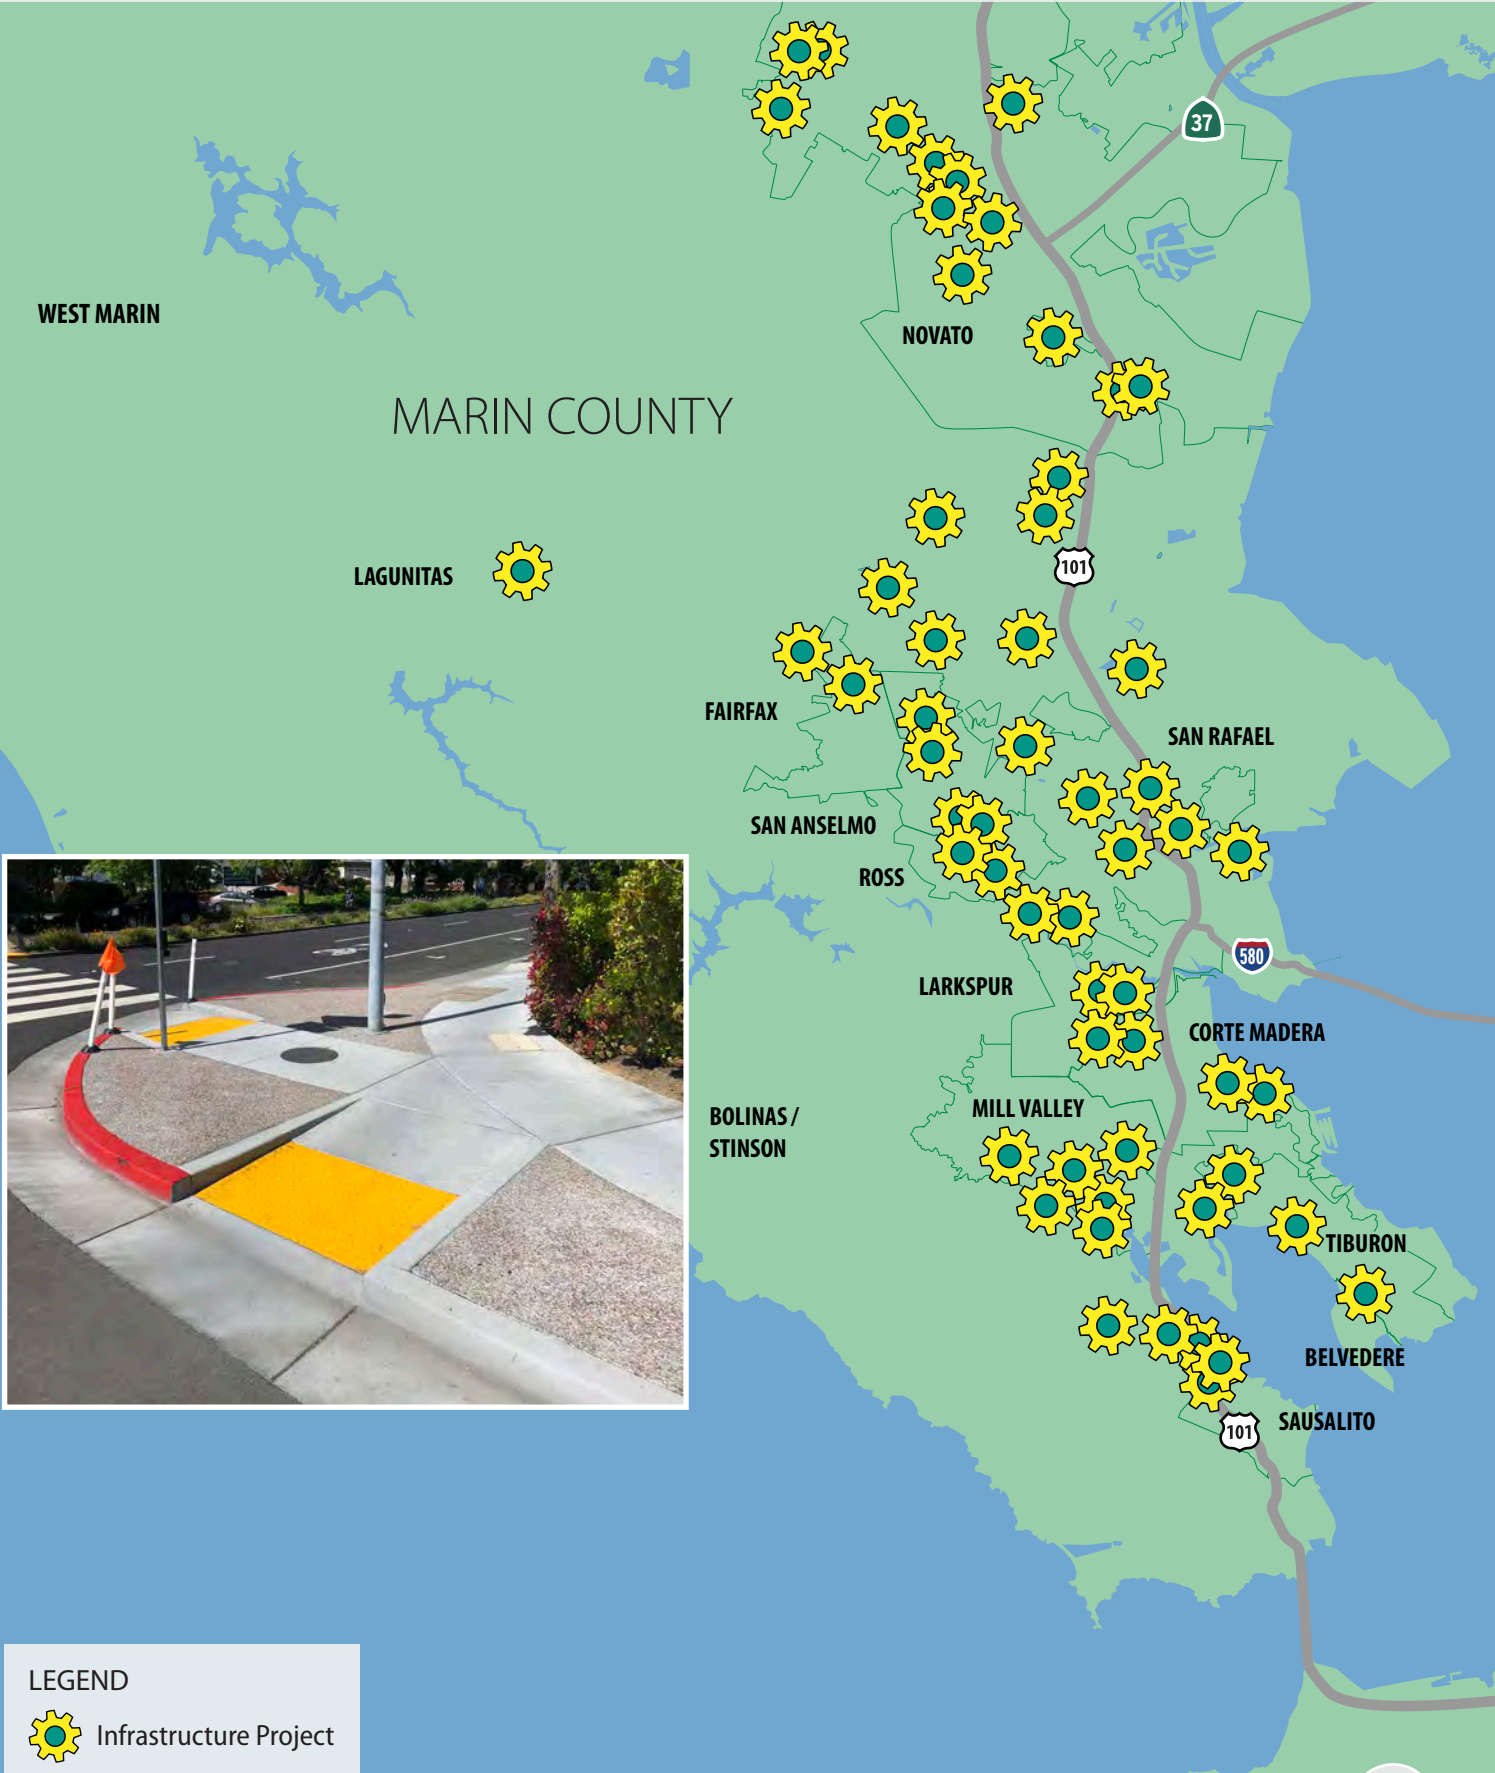 37
WEST MARIN
NOVATO
MARIN COUNTY
101
LAGUNITAS
FAIRFAX
SAN RAFAEL
SAN ANSELMO
ROSS
580
LARKSPUR
CORTE MADERA
MILL VALLEY
BOLINAS /
STINSON
TIBURON
BELVEDERE
SAUSALITO
101
LEGEND
Infrastructure Project